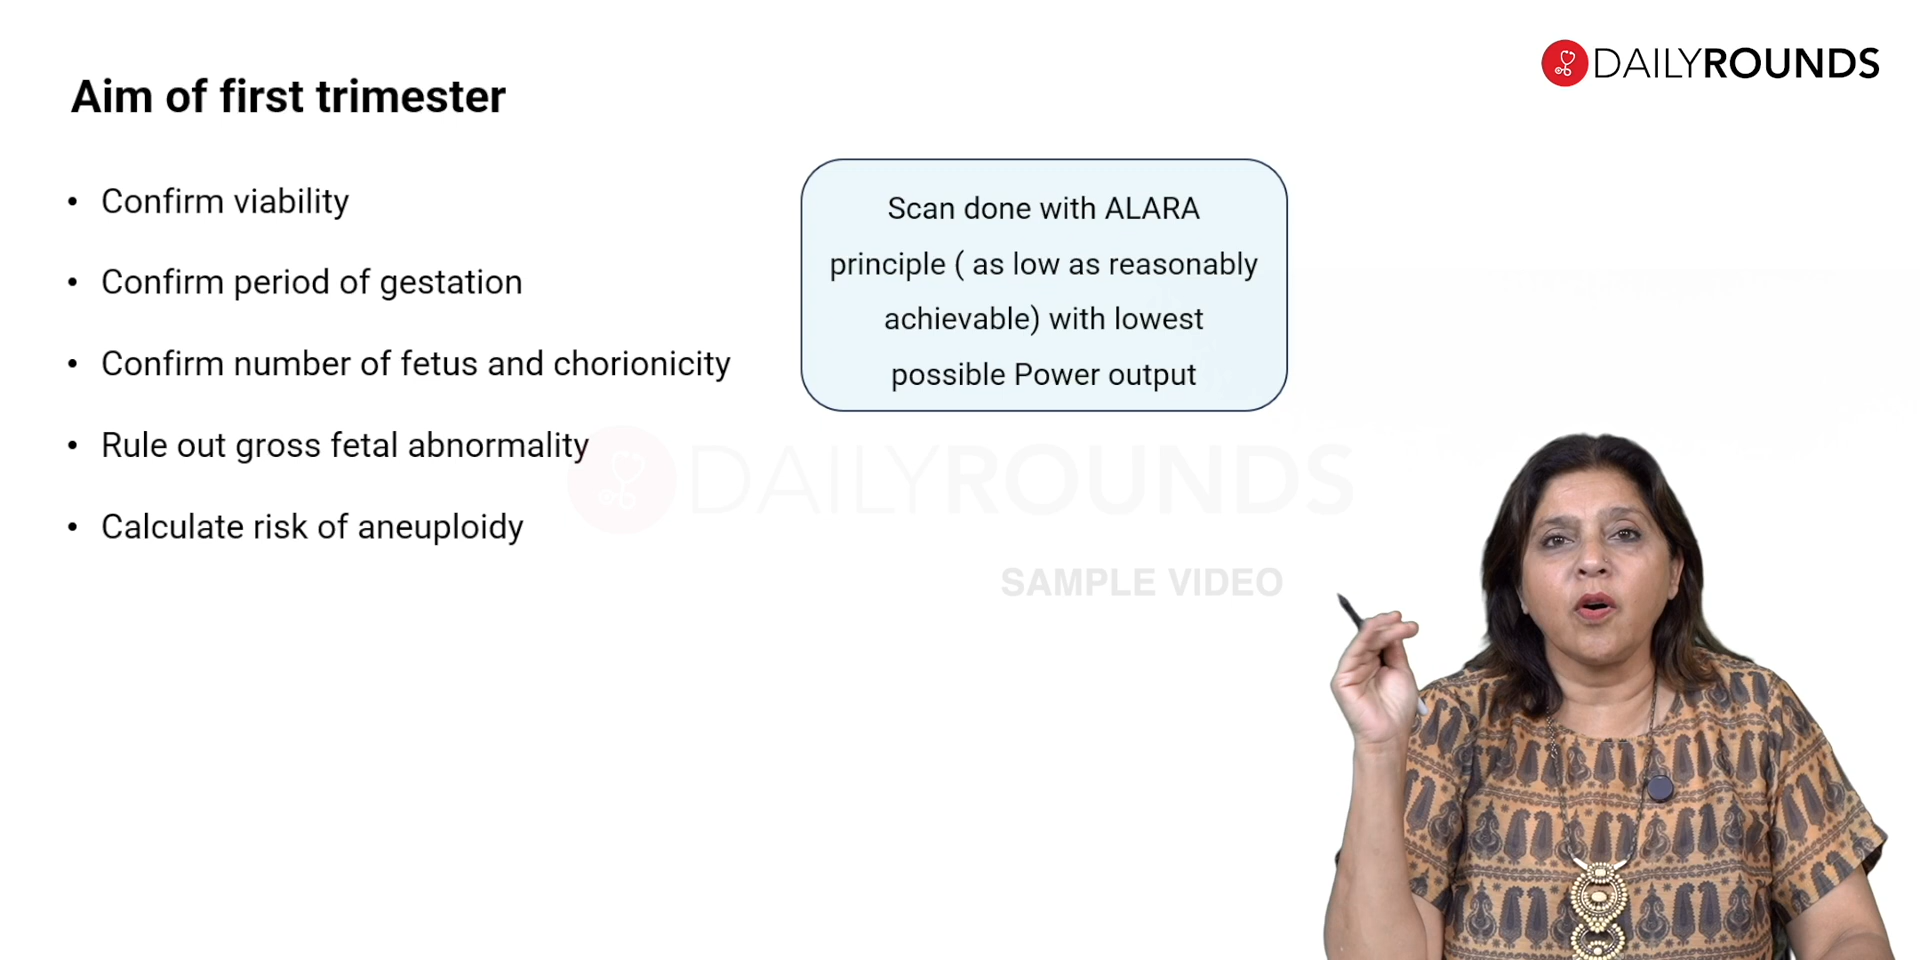 DAILYROUNDS
Aim of first trimester
• Confirm viability
• Confirm period of gestation
• Confirm number of fetus and chorionicity
• Rule out gross fetal abnormality
• Calculate risk of aneuploidy
Scan done with ALARA
principle ( as low as reasonably
achievable) with lowest
possible Power output
DAILYROUNDS
SAMPLE VIDEO